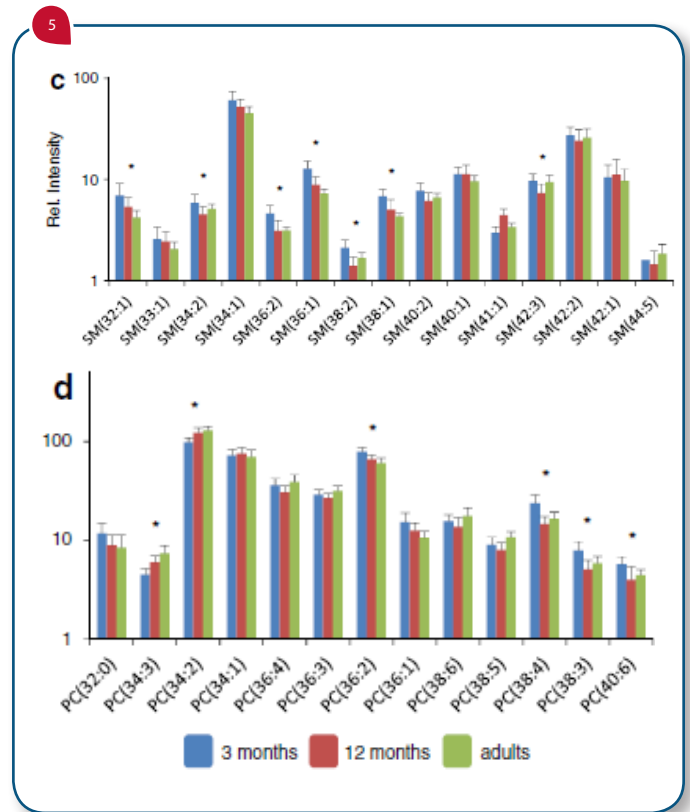 5
c
100
Rel. Intensity
10
1
*
*
*
*
*
*
*
SM(32:1)
SM(33:1)
SM(34:2)
SM(34:1)
SM(36:2)
SM(36:1)
SM(38:2)
SM(38:1)
SM(40:2)
SM(40:1)
SM(41:1)
SM(42:3)
SM(42:2)
SM(42:1)
SM(44:5)
d
100
10
1
*
*
*
*
*
*
PC(32:0)
PC(34:3)
PC(34:2)
PC(34:1)
PC(36:4)
PC(36:3)
PC(36:2)
PC(36:1)
PC(38:6)
PC(38:5)
PC(38:4)
PC(38:3)
PC(40:6)
3 months 12 months adults